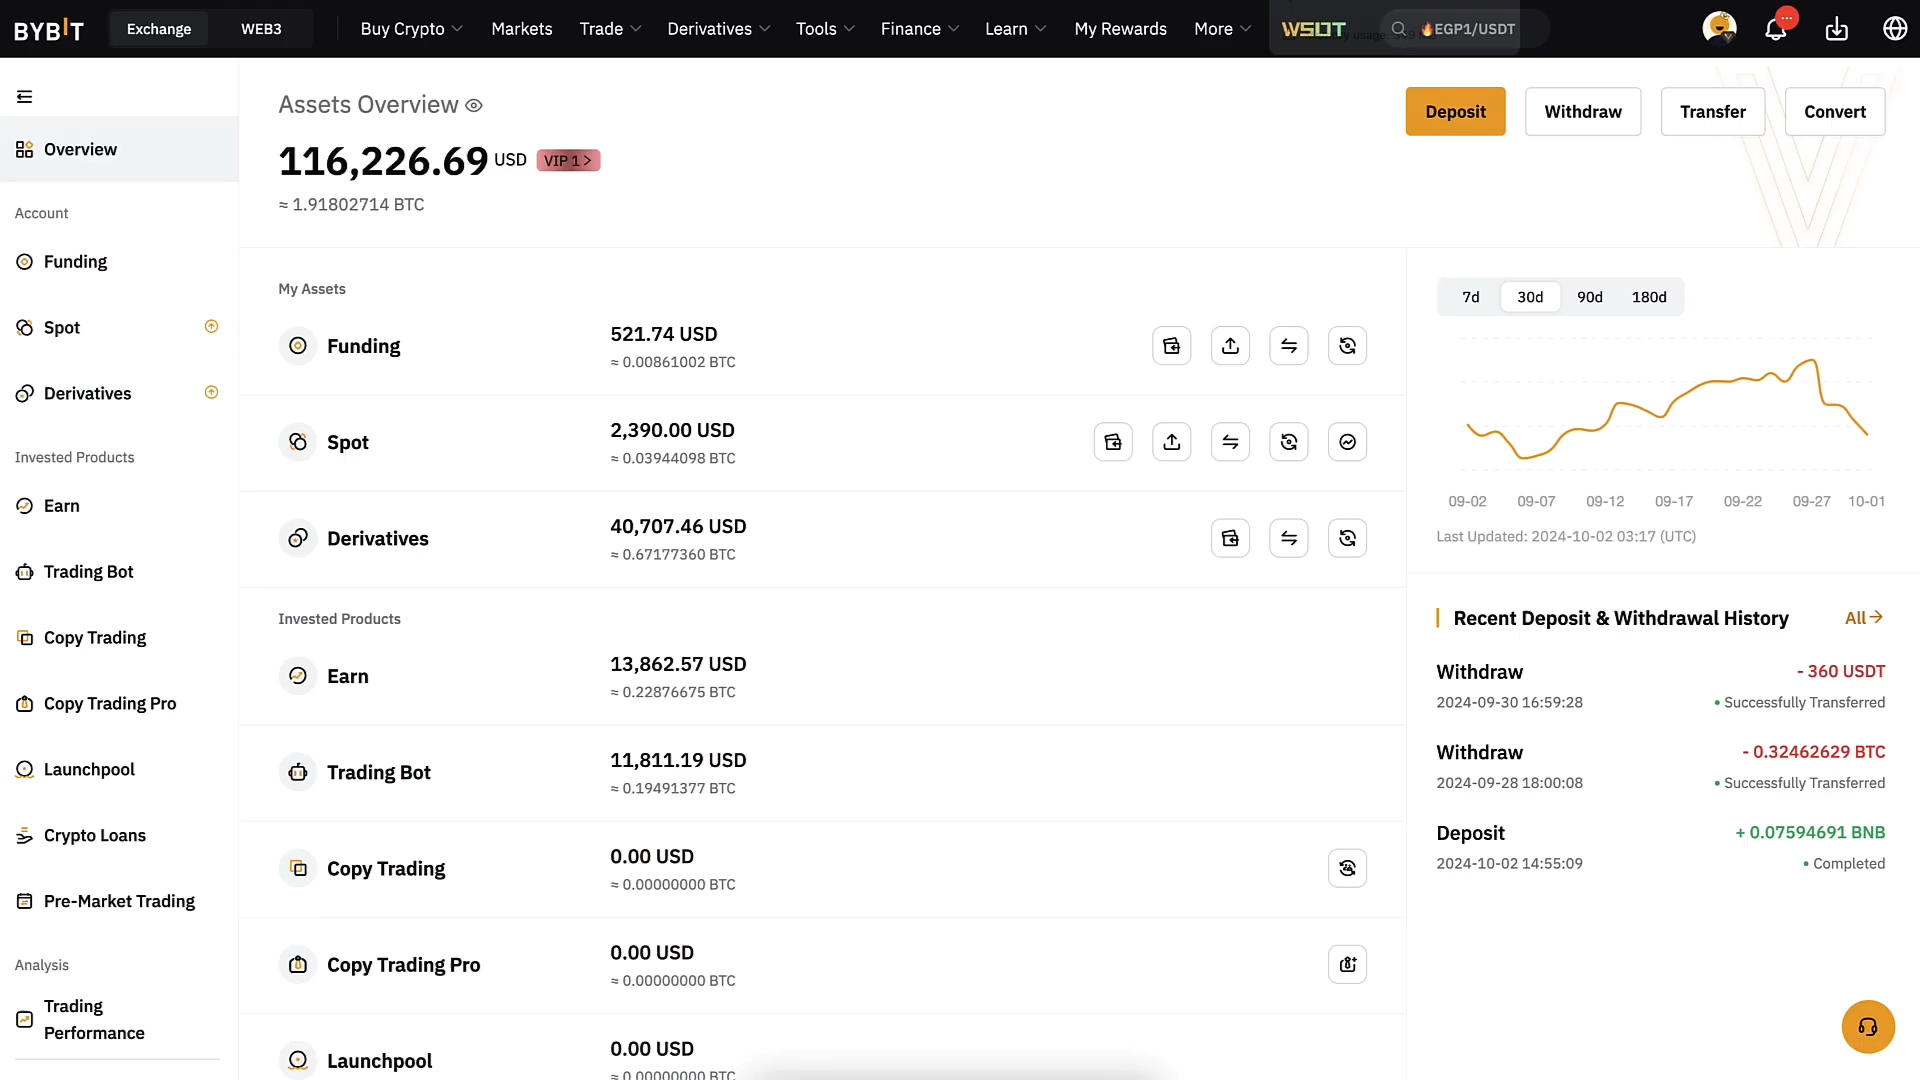 BYBIT
Exchange
WEB3
Buy Crypto
Markets
Trade
Derivatives
Tools
Finance
Learn
My Rewards
More
WSOT
🔥EGP1/USDT
Overview
Account
Funding
Spot
Derivatives
Invested Products
Earn
Trading Bot
Copy Trading
Copy Trading Pro
Launchpool
Crypto Loans
Pre-Market Trading
Analysis
Trading
Performance
Assets Overview
116,226.69 USD VIP 1 >
≈ 1.91802714 BTC
Deposit
Withdraw
Transfer
Convert
My Assets
Funding
521.74 USD
≈ 0.00861002 BTC
Spot
2,390.00 USD
≈ 0.03944098 BTC
Derivatives
40,707.46 USD
≈ 0.67177360 BTC
Invested Products
Earn
13,862.57 USD
≈ 0.22876675 BTC
Trading Bot
11,811.19 USD
≈ 0.19491377 BTC
Copy Trading
0.00 USD
≈ 0.00000000 BTC
Copy Trading Pro
0.00 USD
≈ 0.00000000 BTC
Launchpool
0.00 USD
≈ 0.00000000 BTC
7d
30d
90d
180d
09-02
09-07
09-12
09-17
09-22
09-27
10-01
Last Updated: 2024-10-02 03:17 (UTC)
Recent Deposit & Withdrawal History
All →
Withdraw
- 360 USDT
2024-09-30 16:59:28
• Successfully Transferred
Withdraw
- 0.32462629 BTC
2024-09-28 18:00:08
• Successfully Transferred
Deposit
+ 0.07594691 BNB
2024-10-02 14:55:09
• Completed